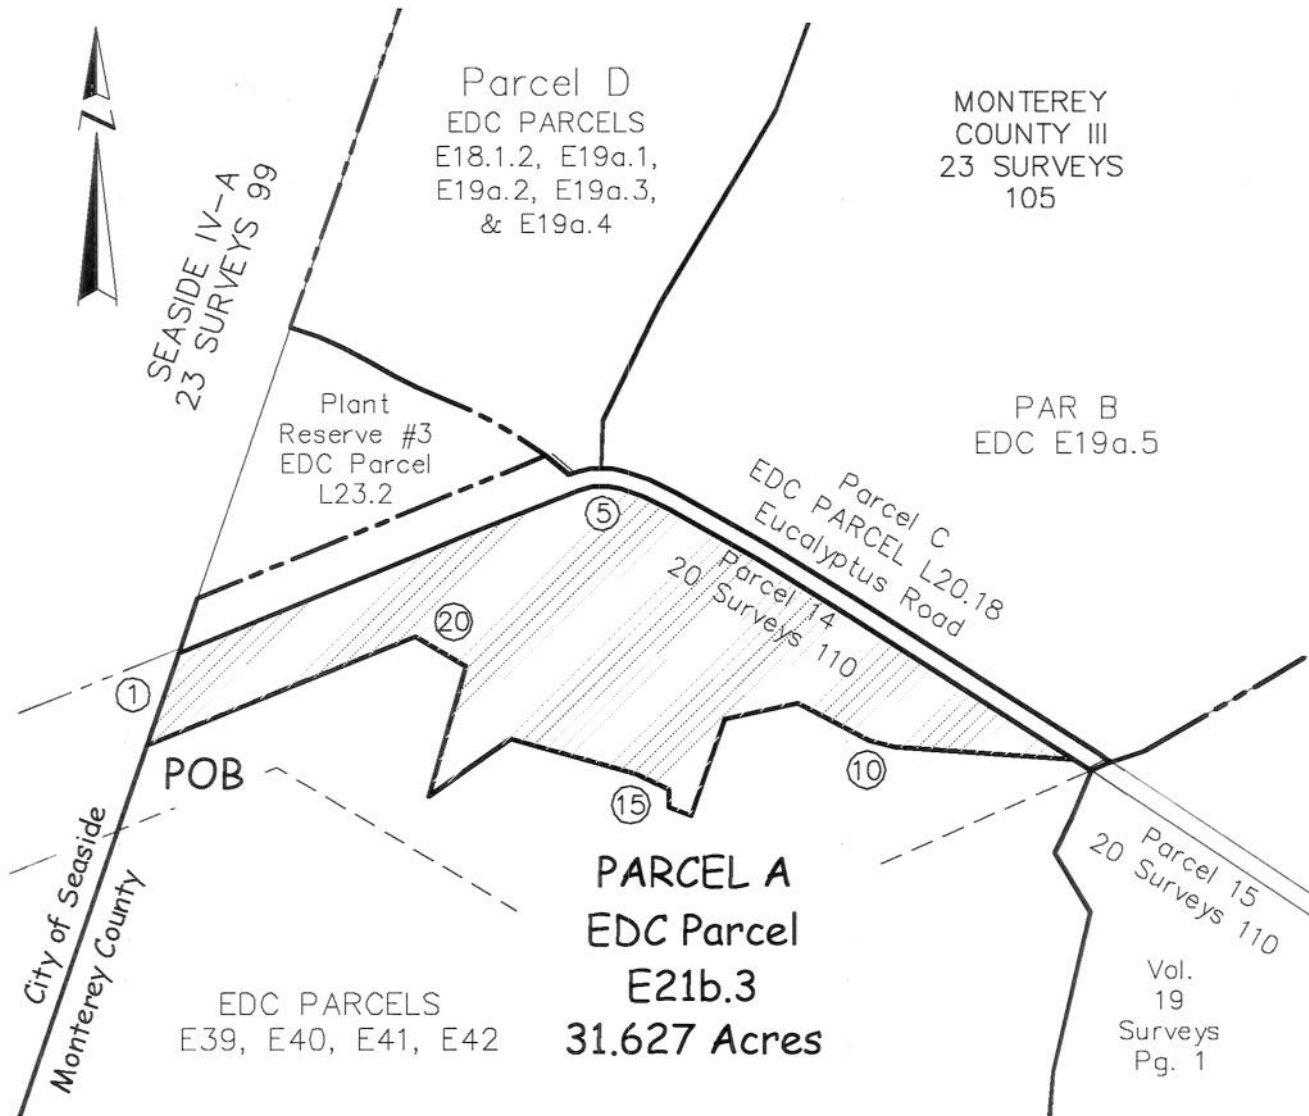 Parcel D
EDC PARCELS
E18.1.2, E19a.1,
E19a.2, E19a.3,
& E19a.4
MONTEREY
COUNTY III
23 SURVEYS
105
SEASIDE IV-A
23 SURVEYS 99
Plant
Reserve #3
EDC Parcel
L23.2
PAR B
EDC E19a.5
Parcel C
EDC PARCEL L20.18
Eucalyptus Road
5
Parcel 14
20 Surveys 110
20
1
POB
10
15
PARCEL A
EDC Parcel
E21b.3
31.627 Acres
City of Seaside
Monterey County
EDC PARCELS
E39, E40, E41, E42
Parcel 15
20 Surveys 110
Vol.
19
Surveys
Pg. 1